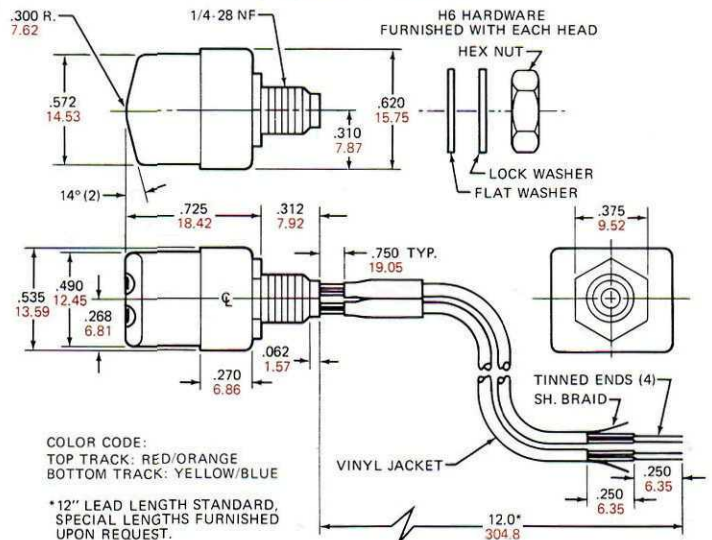 .300 R.
7.62
1/4-28 NF
H6 HARDWARE
FURNISHED WITH EACH HEAD
HEX NUT
.572
14.53
.620
15.75
.310
7.87
LOCK WASHER
FLAT WASHER
14° (2)
.725
18.42
.312
7.92
.750 TYP.
19.05
.375
9.52
.535
13.59
.490
12.45
.268
6.81
℄
.062
1.57
.270
6.86
TINNED ENDS (4)
SH. BRAID
COLOR CODE:
TOP TRACK: RED/ORANGE
BOTTOM TRACK: YELLOW/BLUE
VINYL JACKET
.250
6.35
.250
6.35
*12" LEAD LENGTH STANDARD,
SPECIAL LENGTHS FURNISHED
UPON REQUEST.
12.0*
304.8